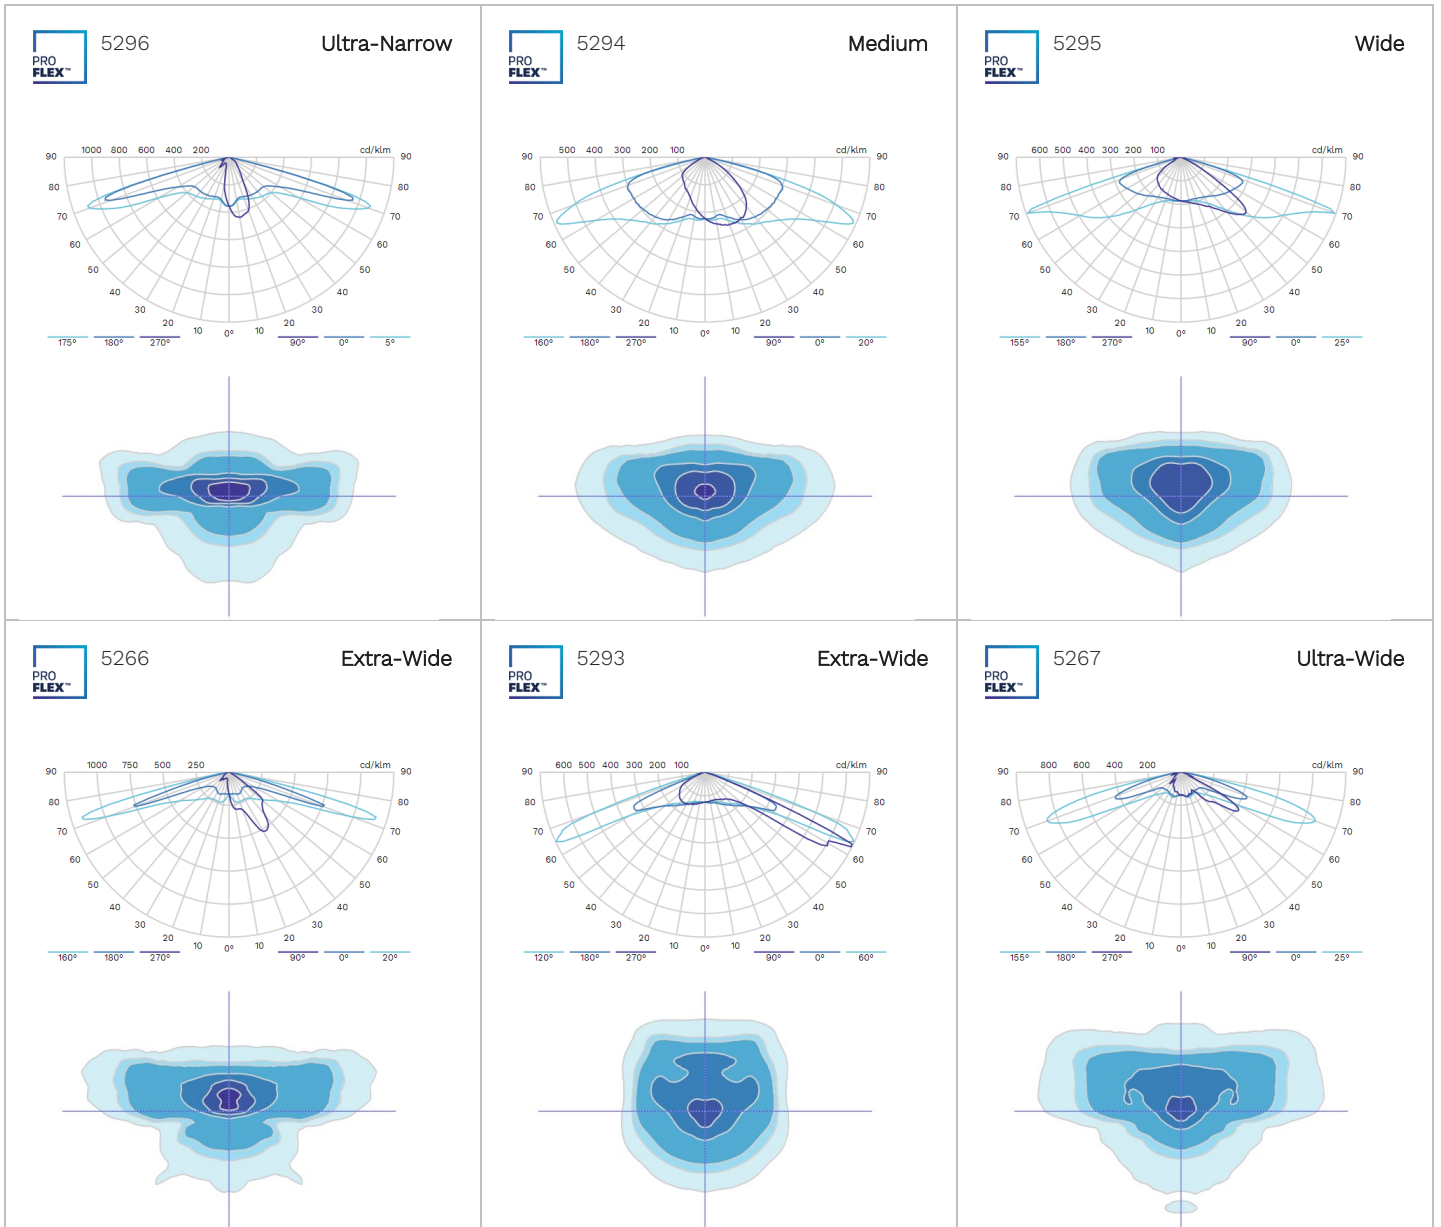 PRO
FLEX™
5296
Ultra-Narrow
1000 800 600 400 200 cd/klm
90 90
80 80
70 70
60 60
50 50
40 40
30 30
20 20
10 0° 10
175° 180° 270° 90° 0° 5°
PRO
FLEX™
5294
Medium
500 400 300 200 100 cd/klm
90 90
80 80
70 70
60 60
50 50
40 40
30 30
20 20
10 0° 10
160° 180° 270° 90° 0° 20°
PRO
FLEX™
5295
Wide
600 500 400 300 200 100 cd/klm
90 90
80 80
70 70
60 60
50 50
40 40
30 30
20 20
10 0° 10
155° 180° 270° 90° 0° 25°
PRO
FLEX™
5266
Extra-Wide
1000 750 500 250 cd/klm
90 90
80 80
70 70
60 60
50 50
40 40
30 30
20 20
10 0° 10
160° 180° 270° 90° 0° 20°
PRO
FLEX™
5293
Extra-Wide
600 500 400 300 200 100 cd/klm
90 90
80 80
70 70
60 60
50 50
40 40
30 30
20 20
10 0° 10
120° 180° 270° 90° 0° 60°
PRO
FLEX™
5267
Ultra-Wide
800 600 400 200 cd/klm
90 90
80 80
70 70
60 60
50 50
40 40
30 30
20 20
10 0° 10
155° 180° 270° 90° 0° 25°